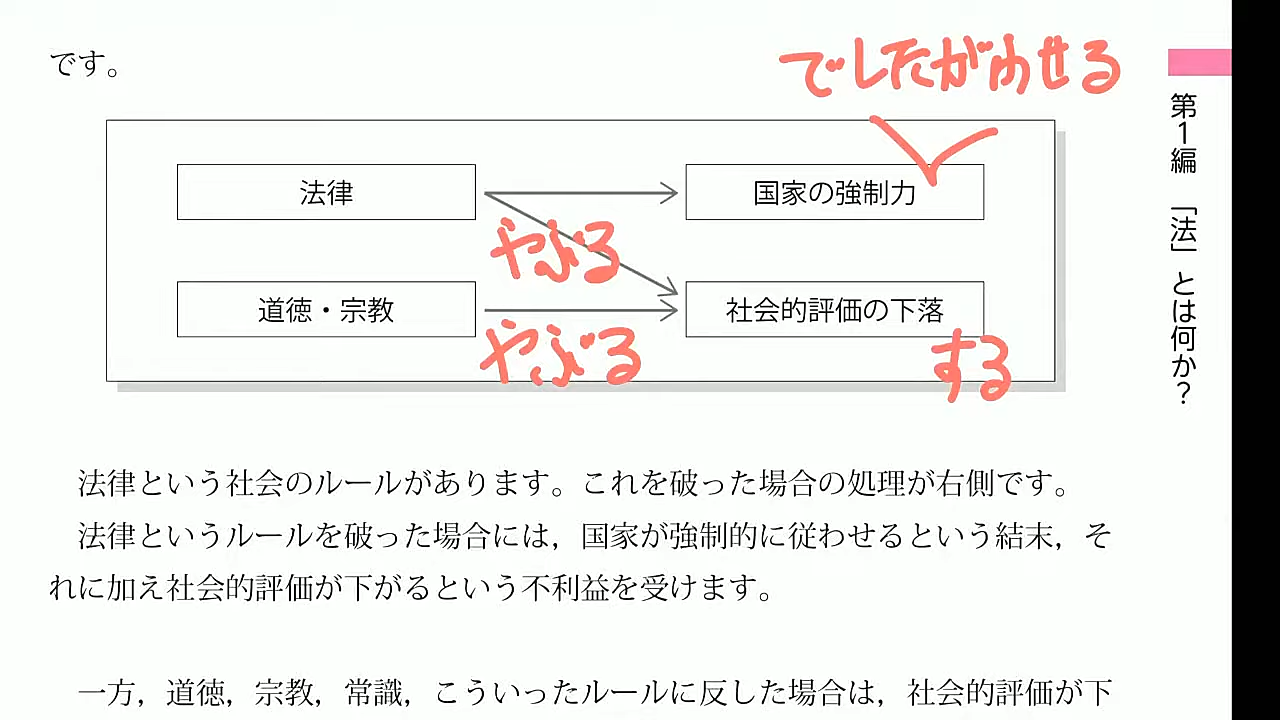 です。
でしたがわせる
法律
国家の強制力
やぶる
道徳・宗教
社会的評価の下落
やぶる
する
法律という社会のルールがあります。これを破った場合の処理が右側です。
法律というルールを破った場合には，国家が強制的に従わせるという結末，そ
れに加え社会的評価が下がるという不利益を受けます。
一方，道徳，宗教，常識，こういったルールに反した場合は，社会的評価が下
第1編 「法」とは何か？